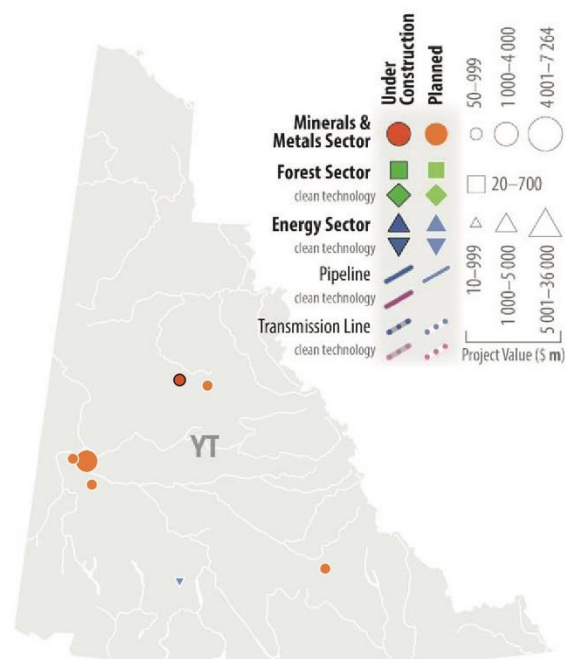 Under
Construction
Planned
50–999
1 000–4 000
4 001–7 264
Minerals &
Metals Sector
Forest Sector
clean technology
20–700
Energy Sector
clean technology
Pipeline
clean technology
Transmission Line
clean technology
10–999
1 000–5 000
5 001–36 000
Project Value ($ m)
YT